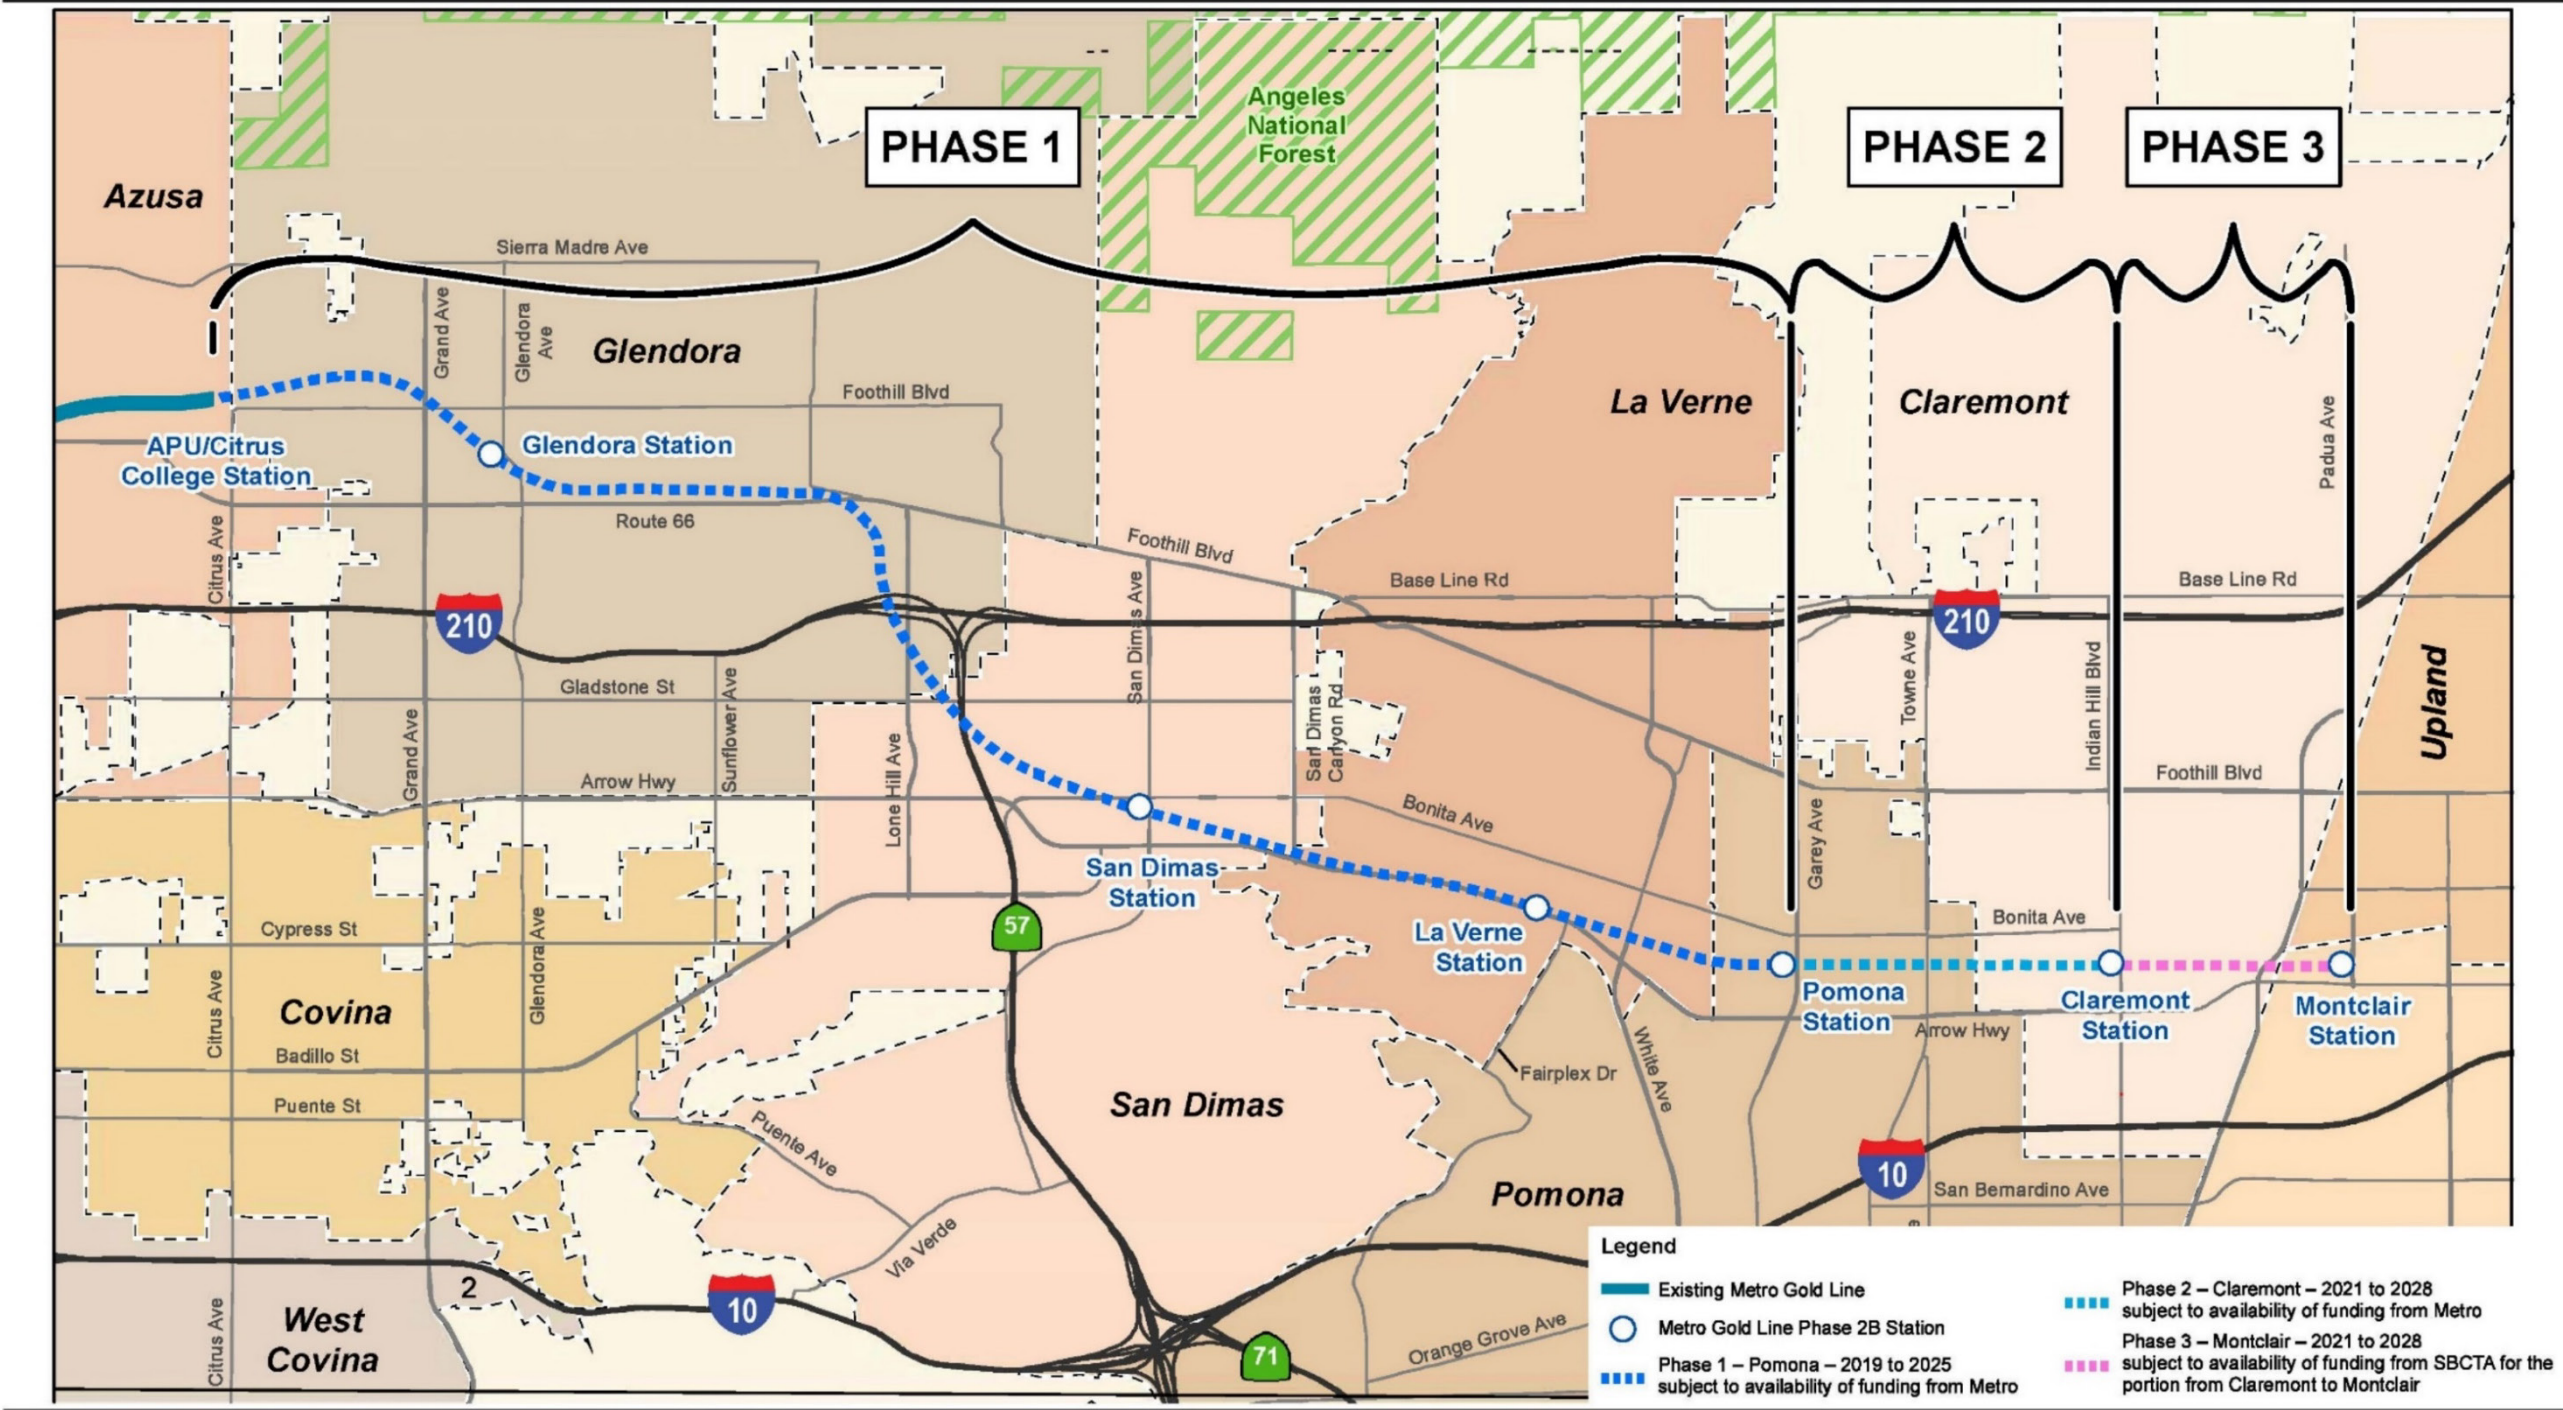 PHASE 1
PHASE 2
PHASE 3
Angeles
National
Forest
Azusa
Sierra Madre Ave
Grand Ave
Glendora
Ave
Glendora
La Verne
Claremont
Padua Ave
Foothill Blvd
APU/Citrus
College Station
Glendora Station
Route 66
Citrus Ave
Foothill Blvd
San Dimas Ave
Base Line Rd
Base Line Rd
210
210
Gladstone St
Sunflower Ave
San Dimas
Canyon Rd
Towne Ave
Indian Hill Blvd
Upland
Grand Ave
Arrow Hwy
Lone Hill Ave
Bonita Ave
Garey Ave
Foothill Blvd
San Dimas
Station
57
La Verne
Station
Bonita Ave
Cypress St
Glendora Ave
Citrus Ave
Covina
Pomona
Station
Claremont
Station
Montclair
Station
Arrow Hwy
Badillo St
Fairplex Dr
White Ave
Puente St
San Dimas
Puente Ave
10
San Bernardino Ave
Pomona
e
Via Verde
2
10
West
Covina
Citrus Ave
71
Orange Grove Ave
Legend
Existing Metro Gold Line
Metro Gold Line Phase 2B Station
Phase 1 – Pomona – 2019 to 2025
subject to availability of funding from Metro
Phase 2 – Claremont – 2021 to 2028
subject to availability of funding from Metro
Phase 3 – Montclair – 2021 to 2028
subject to availability of funding from SBCTA for the
portion from Claremont to Montclair